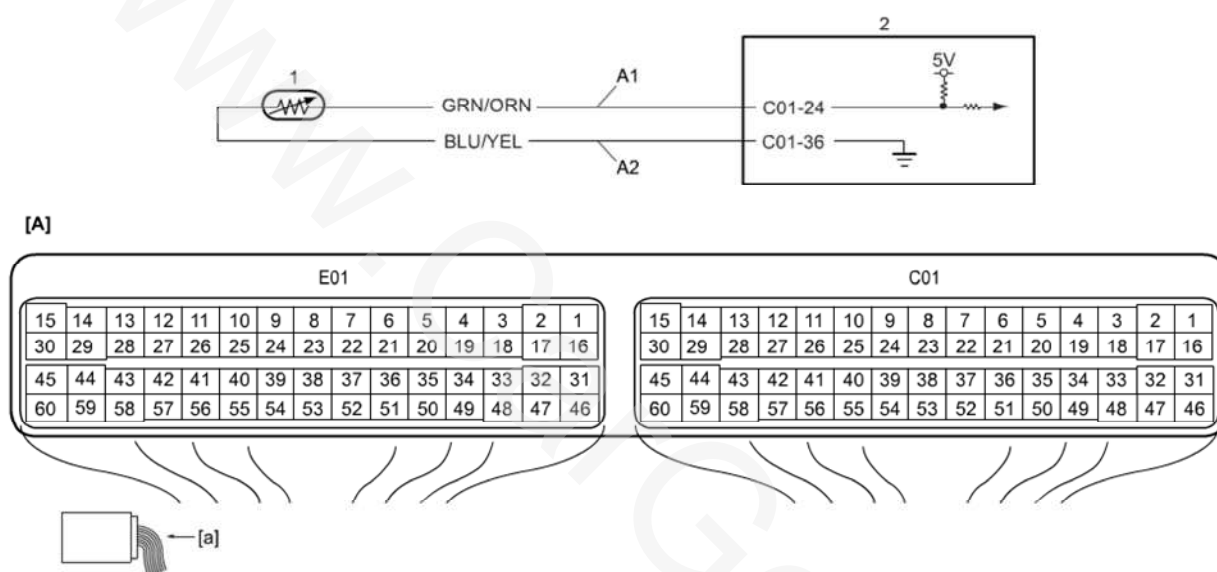 2
5V
1
A1
GRN/ORN
C01-24
BLU/YEL
C01-36
A2
[A]
E01 C01
15 14 13 12 11 10 9 8 7 6 5 4 3 2 1 15 14 13 12 11 10 9 8 7 6 5 4 3 2 1
30 29 28 27 26 25 24 23 22 21 20 19 18 17 16 30 29 28 27 26 25 24 23 22 21 20 19 18 17 16
45 44 43 42 41 40 39 38 37 36 35 34 33 32 31 45 44 43 42 41 40 39 38 37 36 35 34 33 32 31
60 59 58 57 56 55 54 53 52 51 50 49 48 47 46 60 59 58 57 56 55 54 53 52 51 50 49 48 47 46
[a]